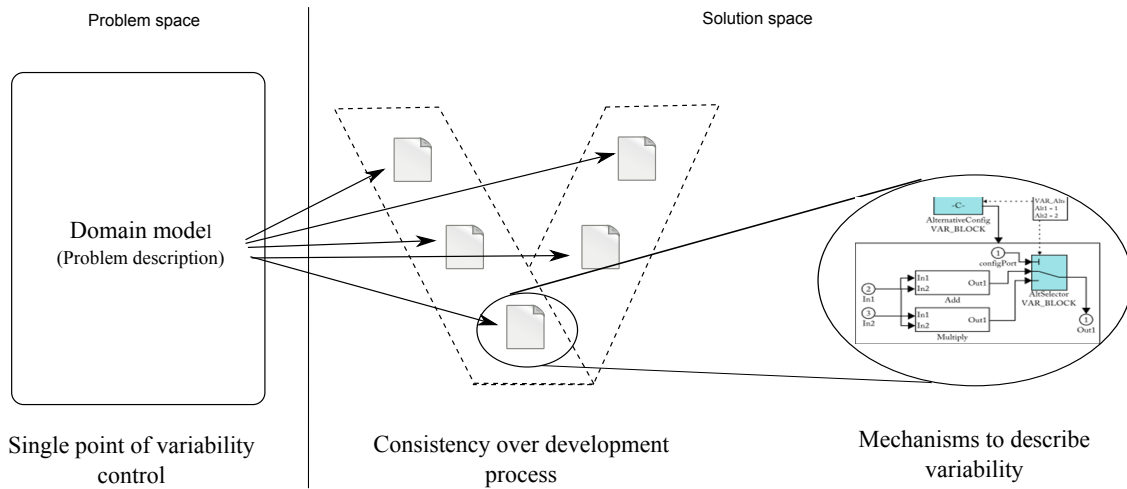 Problem space
Solution space
Domain model
(Problem description)
-C-
AlternativeConfig
VAR_BLOCK
VAR_Alt:
Alt1 = 1
Alt2 = 2
1
configPort
In1
In2
Out1
Add
2
In1
AltSelector
VAR_BLOCK
3
In2
In1
In2
Out1
Multiply
1
Out1
Single point of variability
control
Consistency over development
process
Mechanisms to describe
variability